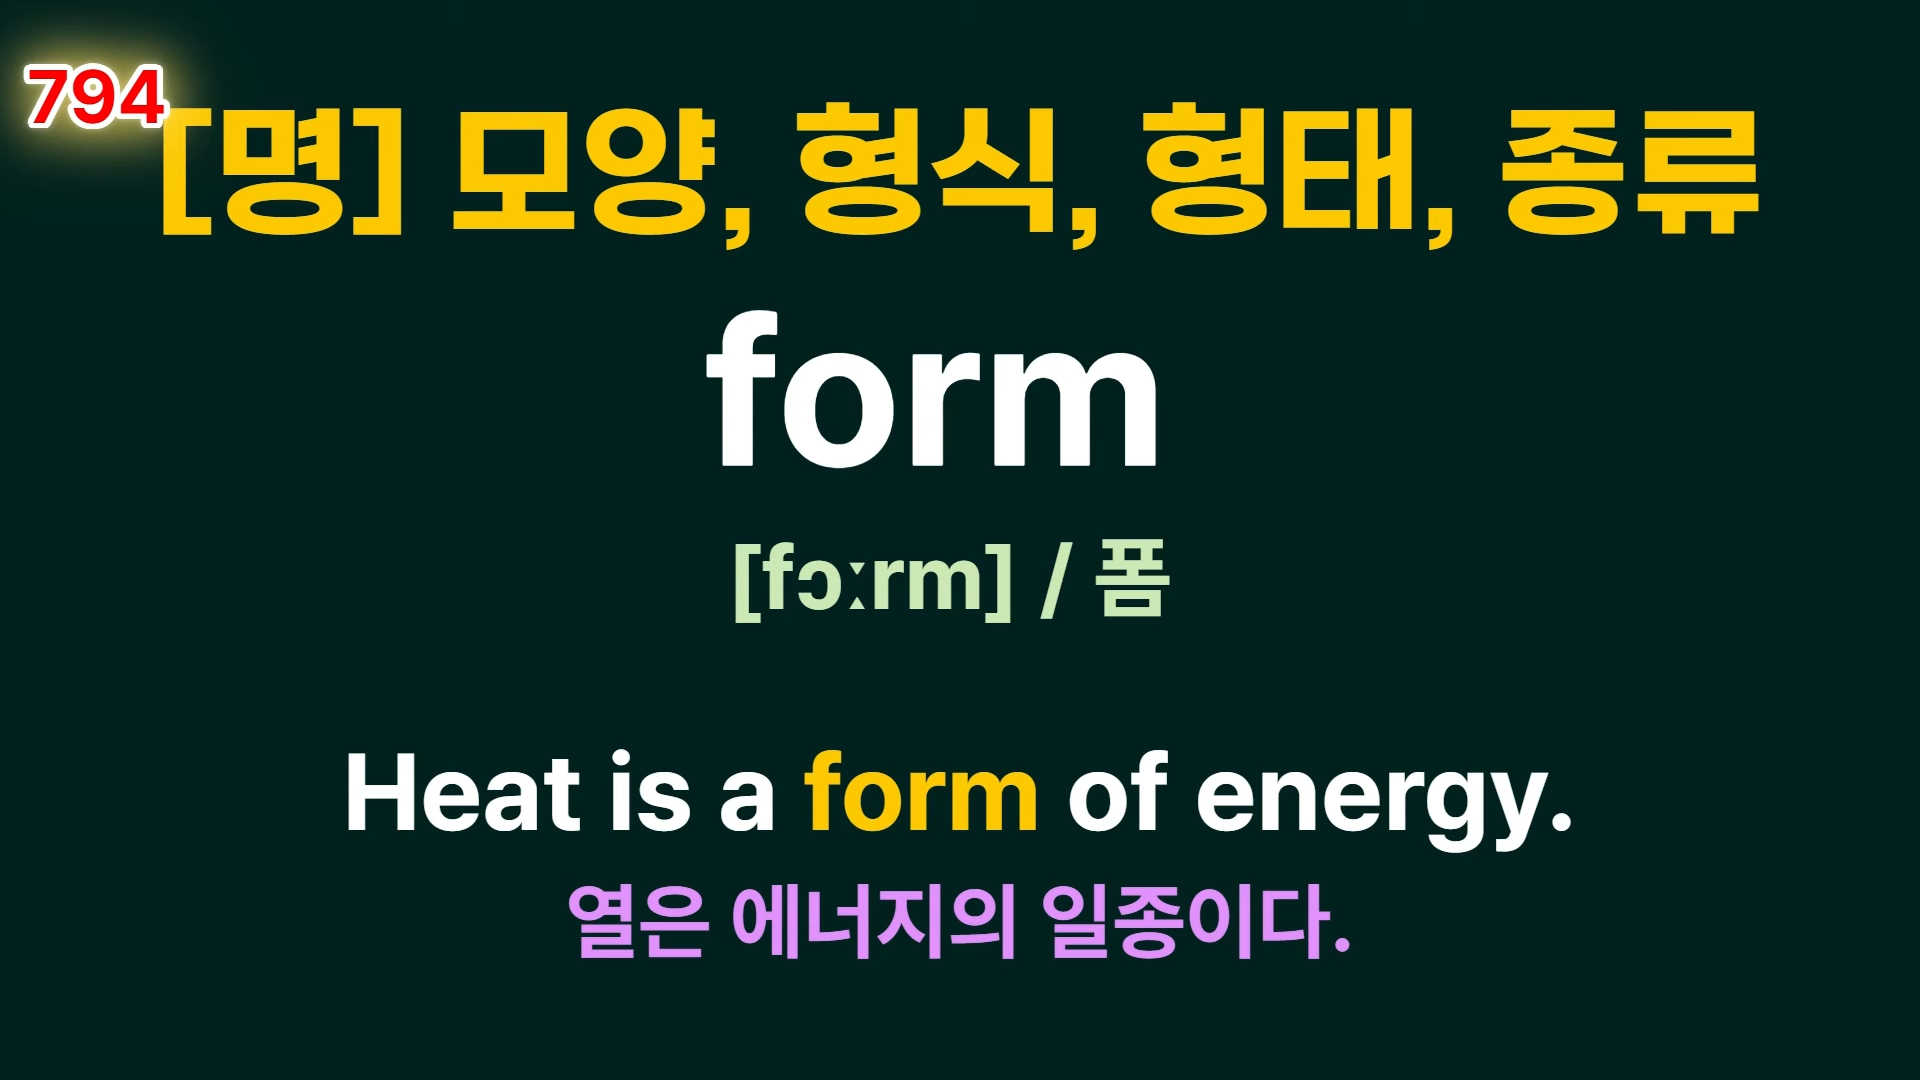 794
[명] 모양, 형식, 형태, 종류
form
[fɔːrm] / 폼
Heat is a form of energy.
열은 에너지의 일종이다.